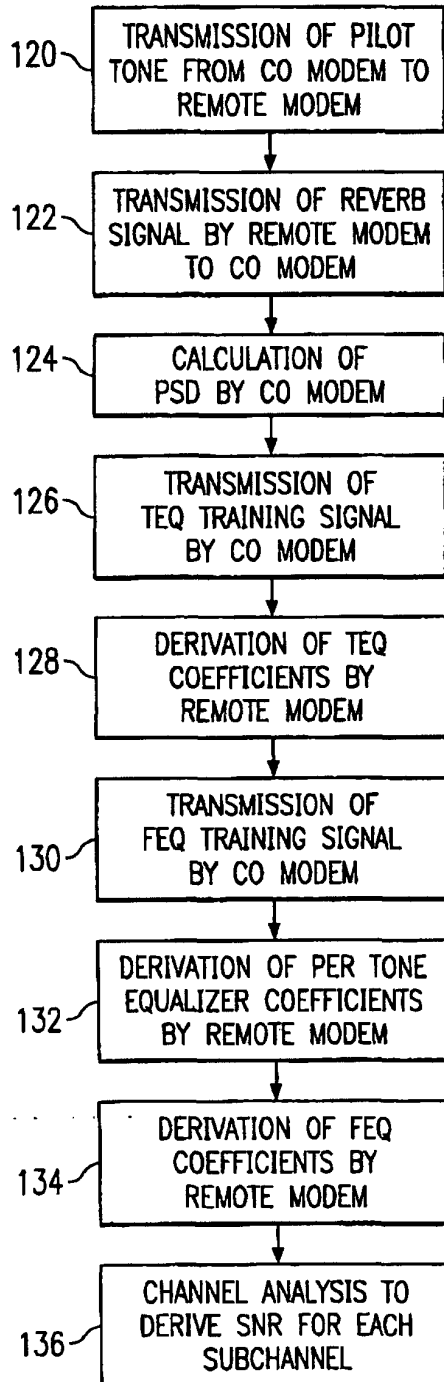 120
TRANSMISSION OF PILOT
TONE FROM CO MODEM TO
REMOTE MODEM
122
TRANSMISSION OF REVERB
SIGNAL BY REMOTE MODEM
TO CO MODEM
124
CALCULATION OF
PSD BY CO MODEM
126
TRANSMISSION OF
TEQ TRAINING SIGNAL
BY CO MODEM
128
DERIVATION OF TEQ
COEFFICIENTS BY
REMOTE MODEM
130
TRANSMISSION OF
FEQ TRAINING SIGNAL
BY CO MODEM
132
DERIVATION OF PER TONE
EQUALIZER COEFFICIENTS
BY REMOTE MODEM
134
DERIVATION OF FEQ
COEFFICIENTS BY
REMOTE MODEM
136
CHANNEL ANALYSIS TO
DERIVE SNR FOR EACH
SUBCHANNEL